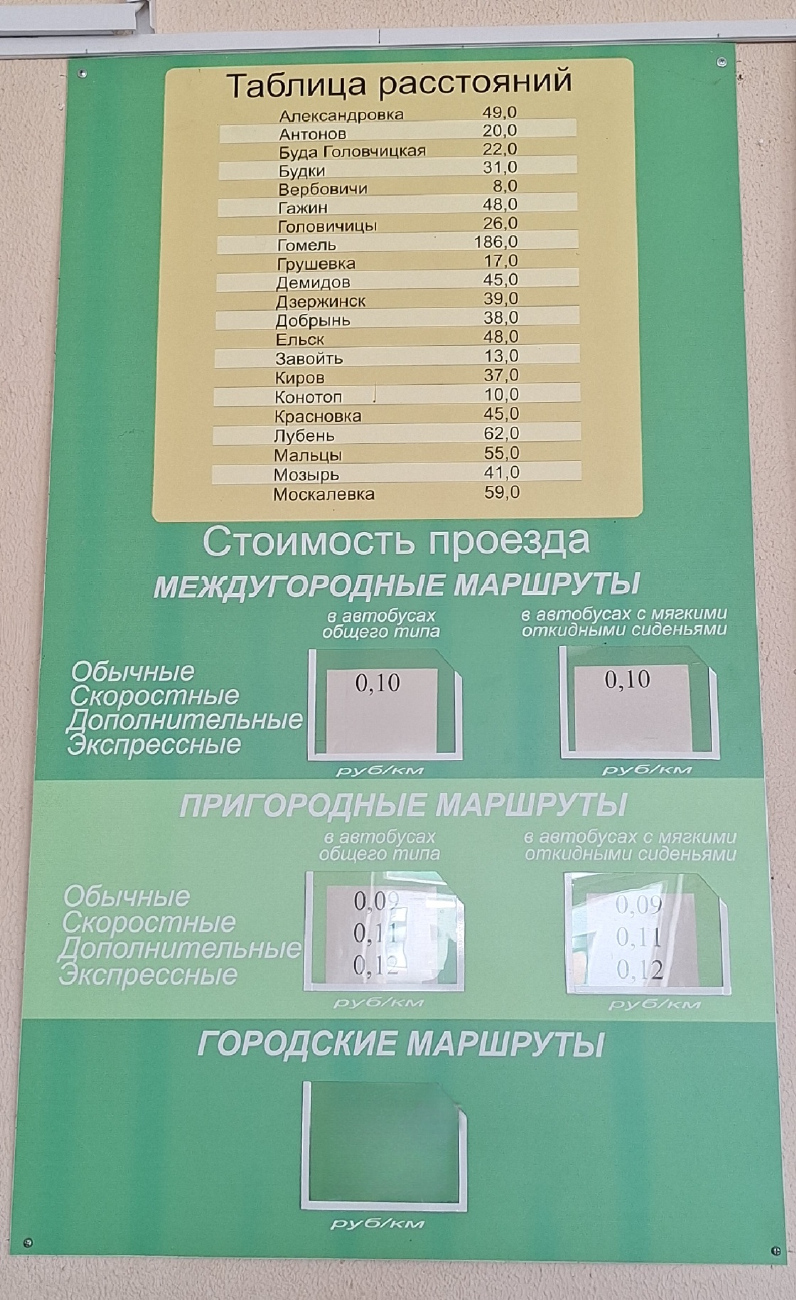 Таблица расстояний
Александровка 49,0
Антонов 20,0
Буда Головчицкая 22,0
Будки 31,0
Вербовичи 8,0
Гажин 48,0
Головичицы 26,0
Гомель 186,0
Грушевка 17,0
Демидов 45,0
Дзержинск 39,0
Добрынь 38,0
Ельск 48,0
Завойть 13,0
Киров 37,0
Конотоп 10,0
Красновка 45,0
Лубень 62,0
Мальцы 55,0
Мозырь 41,0
Москалевка 59,0
Стоимость проезда
МЕЖДУГОРОДНЫЕ МАРШРУТЫ
в автобусах в автобусах с мягкими
общего типа откидными сиденьями
Обычные 0,10 0,10
Скоростные
Дополнительные
Экспрессные
руб/км руб/км
ПРИГОРОДНЫЕ МАРШРУТЫ
в автобусах в автобусах с мягкими
общего типа откидными сиденьями
Обычные 0,09 0,09
Скоростные 0,11 0,11
Дополнительные
Экспрессные 0,12 0,12
руб/км руб/км
ГОРОДСКИЕ МАРШРУТЫ
руб/км